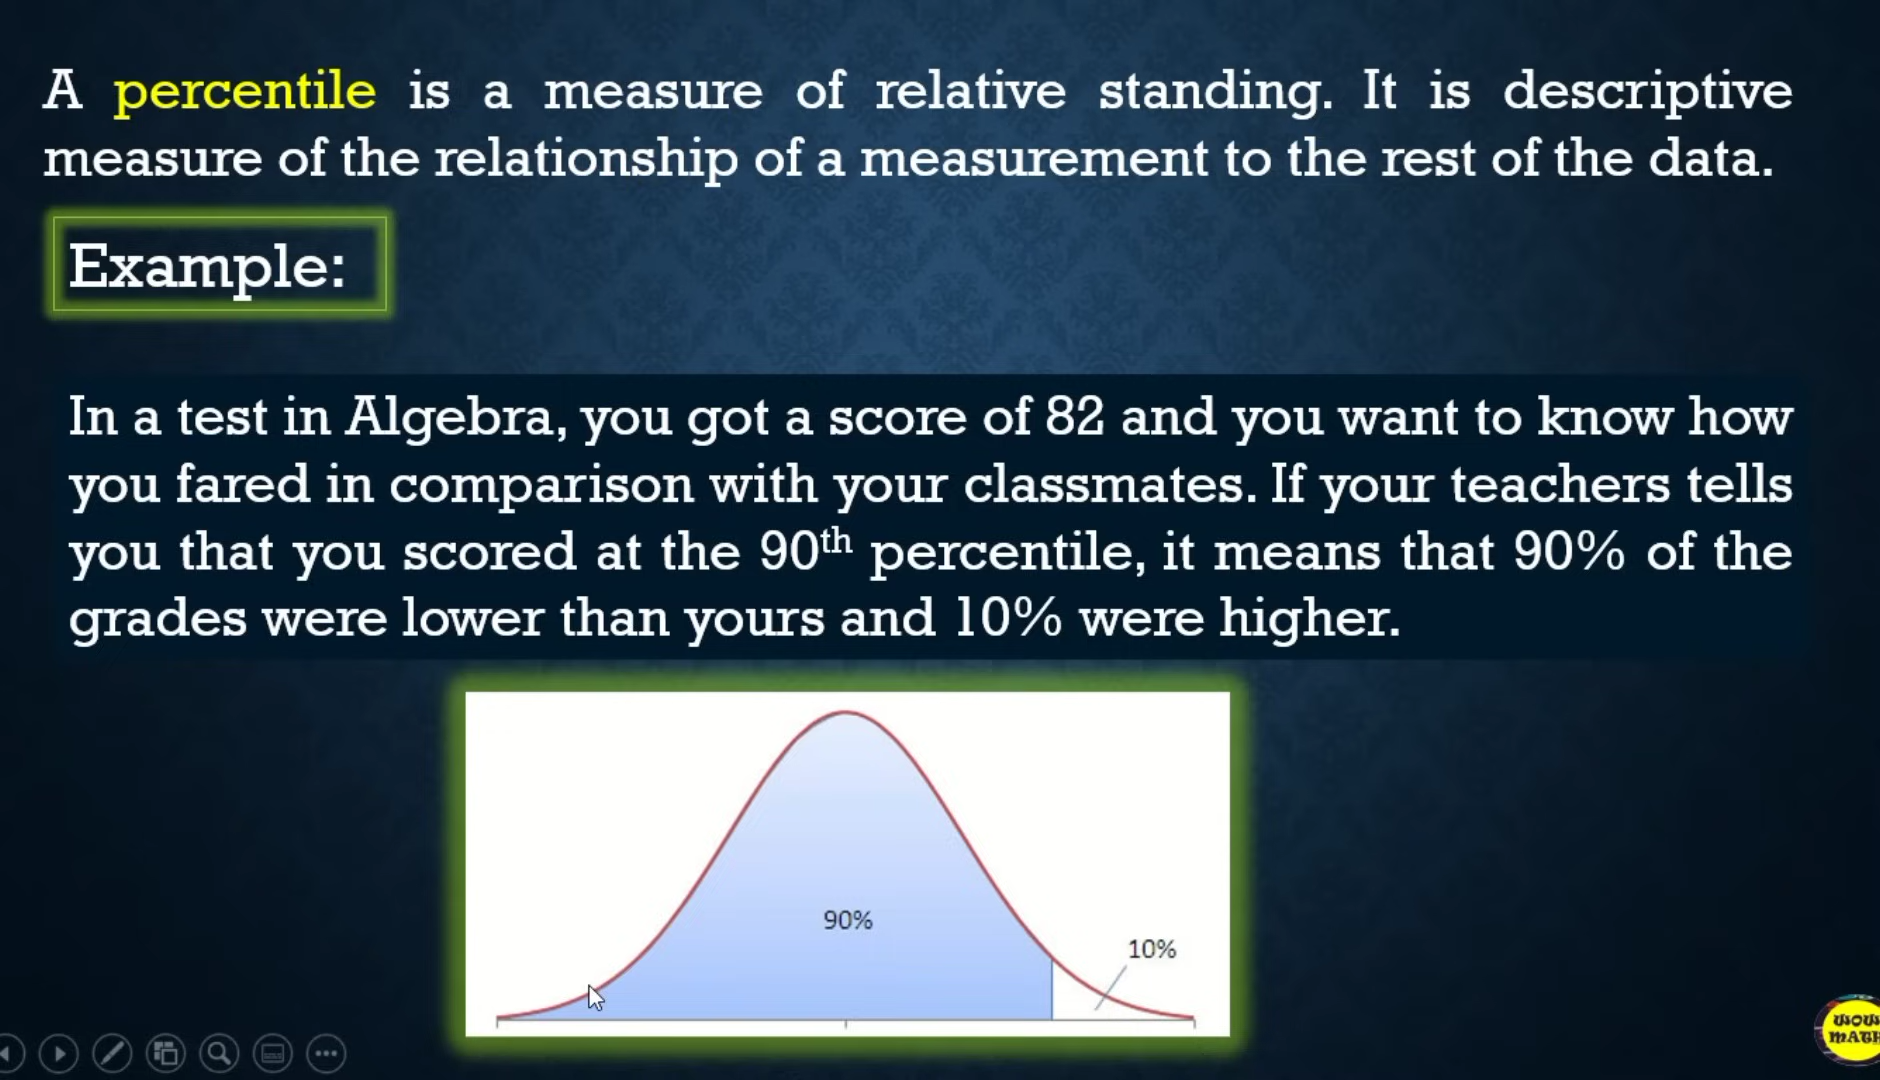 A percentile is a measure of relative standing. It is descriptive
measure of the relationship of a measurement to the rest of the data.
Example:
In a test in Algebra, you got a score of 82 and you want to know how
you fared in comparison with your classmates. If your teachers tells
you that you scored at the 90th percentile, it means that 90% of the
grades were lower than yours and 10% were higher.
90%
10%
WOW
MATH